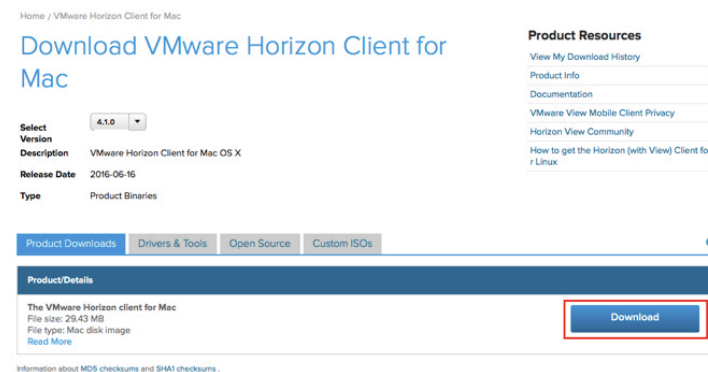 Home / VMware Horizon Client for Mac
Download VMware Horizon Client for
Mac
Select
Version
4.1.0
Description VMware Horizon Client for Mac OS X
Release Date 2016-06-16
Type Product Binaries
Product Resources
View My Download History
Product Info
Documentation
VMware View Mobile Client Privacy
Horizon View Community
How to get the Horizon (with View) Client fo
r Linux
Product Downloads Drivers & Tools Open Source Custom ISOs
Product/Details
The VMware Horizon client for Mac
File size: 29.43 MB
File type: Mac disk image
Read More
Download
Information about MD5 checksums and SHA1 checksums .